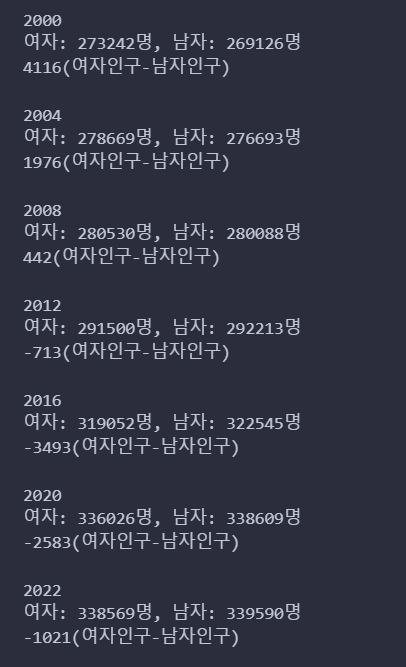 2000
여자: 273242명, 남자: 269126명
4116(여자인구-남자인구)
2004
여자: 278669명, 남자: 276693명
1976(여자인구-남자인구)
2008
여자: 280530명, 남자: 280088명
442(여자인구-남자인구)
2012
여자: 291500명, 남자: 292213명
-713(여자인구-남자인구)
2016
여자: 319052명, 남자: 322545명
-3493(여자인구-남자인구)
2020
여자: 336026명, 남자: 338609명
-2583(여자인구-남자인구)
2022
여자: 338569명, 남자: 339590명
-1021(여자인구-남자인구)